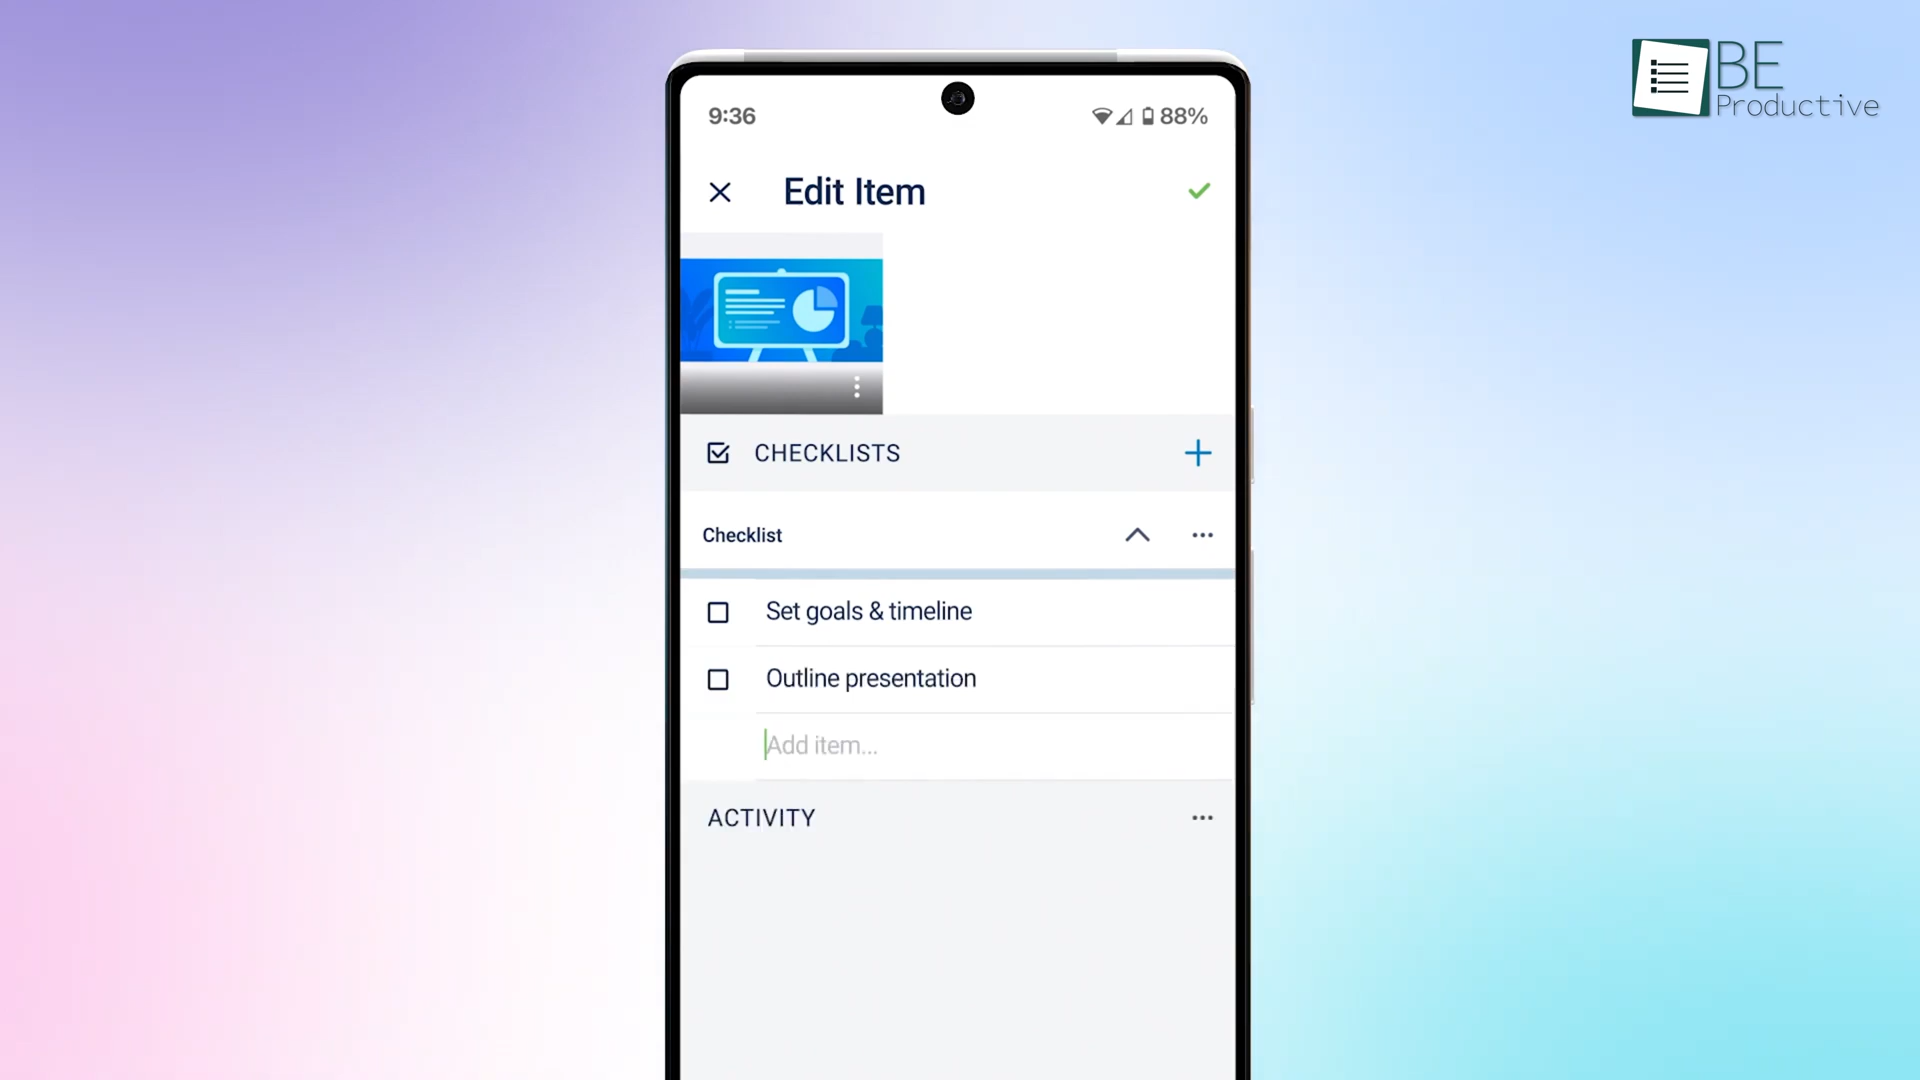 BE
Productive
9:36
88%
Edit Item
CHECKLISTS
Checklist
Set goals & timeline
Outline presentation
Add item...
ACTIVITY